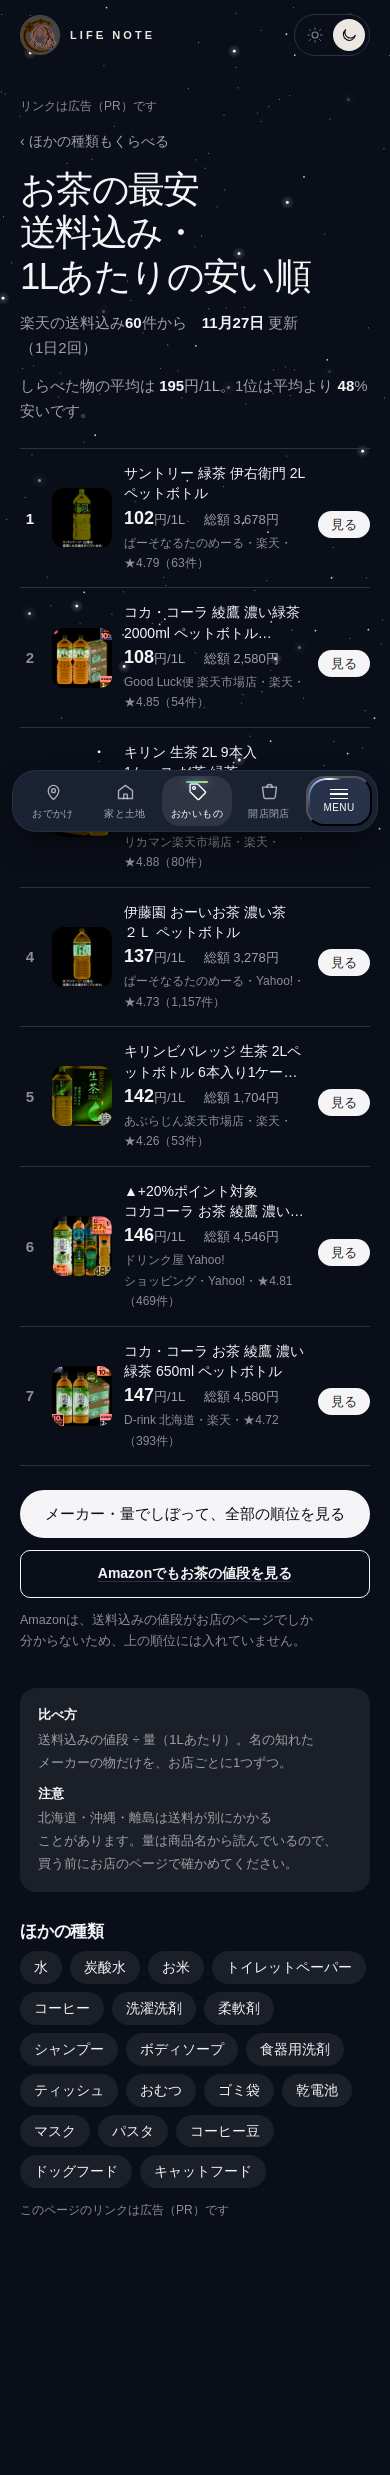 LIFE NOTE
リンクは広告（PR）です
‹ ほかの種類もくらべる
お茶の最安
送料込み・
1Lあたりの安い順
楽天の送料込み60件から 11月27日 更新
（1日2回）
しらべた物の平均は 195円/1L。1位は平均より 48%
安いです。
サントリー 緑茶 伊右衛門 2L
ペットボトル
1
102円/1L 総額 3,678円
見る
ぱーそなるたのめーる・楽天・
★4.79（63件）
コカ・コーラ 綾鷹 濃い緑茶
2000ml ペットボトル…
2
108円/1L 総額 2,580円
見る
Good Luck便 楽天市場店・楽天・
★4.85（54件）
キリン 生茶 2L 9本入
おでかけ
家と土地
おかいもの
開店閉店
MENU
リカマン楽天市場店・楽天・
★4.88（80件）
伊藤園 おーいお茶 濃い茶
２Ｌ ペットボトル
4
137円/1L 総額 3,278円
見る
ぱーそなるたのめーる・Yahoo!・
★4.73（1,157件）
キリンビバレッジ 生茶 2Lペ
ットボトル 6本入り1ケー…
5
142円/1L 総額 1,704円
見る
あぶらじん楽天市場店・楽天・
★4.26（53件）
▲+20%ポイント対象
コカコーラ お茶 綾鷹 濃い…
6
146円/1L 総額 4,546円
見る
ドリンク屋 Yahoo!
ショッピング・Yahoo!・★4.81
（469件）
コカ・コーラ お茶 綾鷹 濃い
緑茶 650ml ペットボトル
7
147円/1L 総額 4,580円
見る
D-rink 北海道・楽天・★4.72
（393件）
メーカー・量でしぼって、全部の順位を見る
Amazonでもお茶の値段を見る
Amazonは、送料込みの値段がお店のページでしか
分からないため、上の順位には入れていません。
比べ方
送料込みの値段 ÷ 量（1Lあたり）。名の知れた
メーカーの物だけを、お店ごとに1つずつ。
注意
北海道・沖縄・離島は送料が別にかかる
ことがあります。量は商品名から読んでいるので、
買う前にお店のページで確かめてください。
ほかの種類
水 炭酸水 お米 トイレットペーパー
コーヒー 洗濯洗剤 柔軟剤
シャンプー ボディソープ 食器用洗剤
ティッシュ おむつ ゴミ袋 乾電池
マスク パスタ コーヒー豆
ドッグフード キャットフード
このページのリンクは広告（PR）です